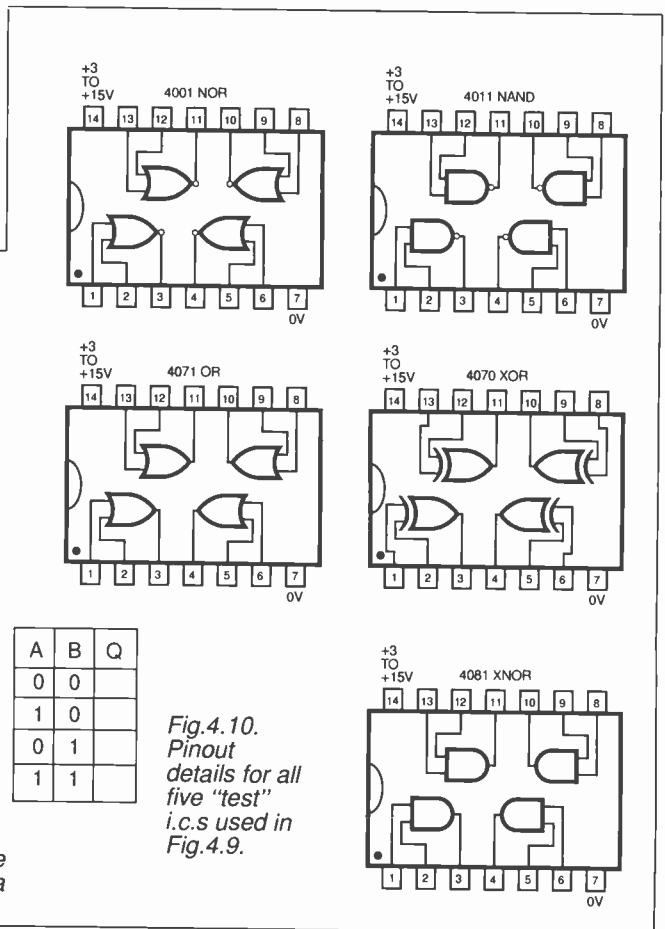 +3
TO
+15V
4001 NOR
14 13 12 11 10 9 8
1 2 3 4 5 6 7
0V
+3
TO
+15V
4011 NAND
14 13 12 11 10 9 8
1 2 3 4 5 6 7
0V
+3
TO
+15V
4071 OR
14 13 12 11 10 9 8
1 2 3 4 5 6 7
0V
+3
TO
+15V
4070 XOR
14 13 12 11 10 9 8
1 2 3 4 5 6 7
0V
A B Q
0 0
1 0
0 1
1 1
Fig.4.10.
Pinout
details for all
five “test”
i.c.s used in
Fig.4.9.
+3
TO
+15V
4081 XNOR
14 13 12 11 10 9 8
1 2 3 4 5 6 7
0V
e
a